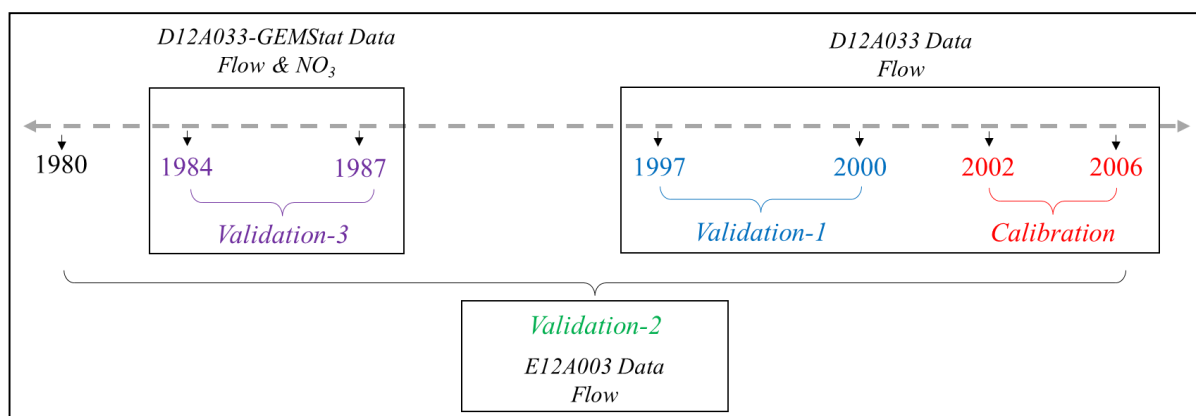 D12A033-GEMStat Data
Flow & NO₃
D12A033 Data
Flow
1980
1984
1987
1997
2000
2002
2006
Validation-3
Validation-1
Calibration
Validation-2
E12A003 Data
Flow